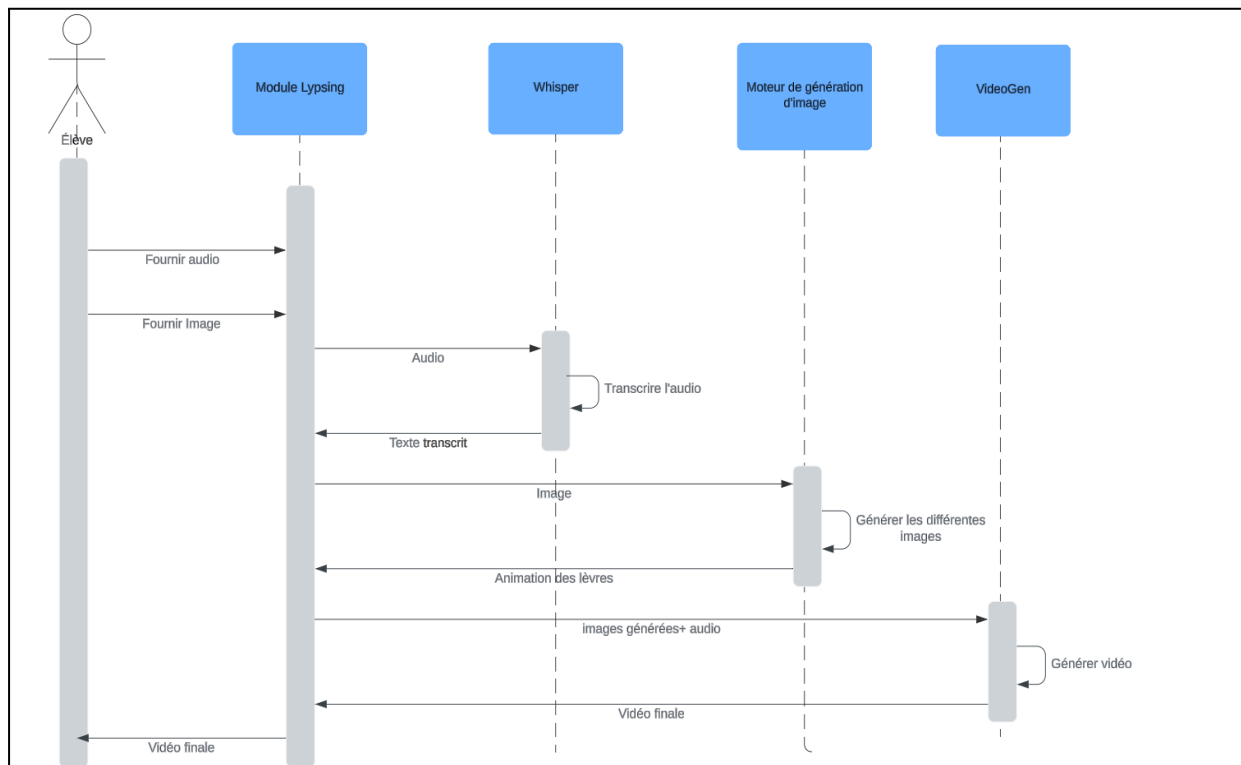 Élève
Module Lypsing
Whisper
Moteur de génération
d'image
VideoGen
Fournir audio
Fournir Image
Audio
Transcrire l'audio
Texte transcrit
Image
Générer les différentes
images
Animation des lèvres
images générées+ audio
Générer vidéo
Vidéo finale
Vidéo finale